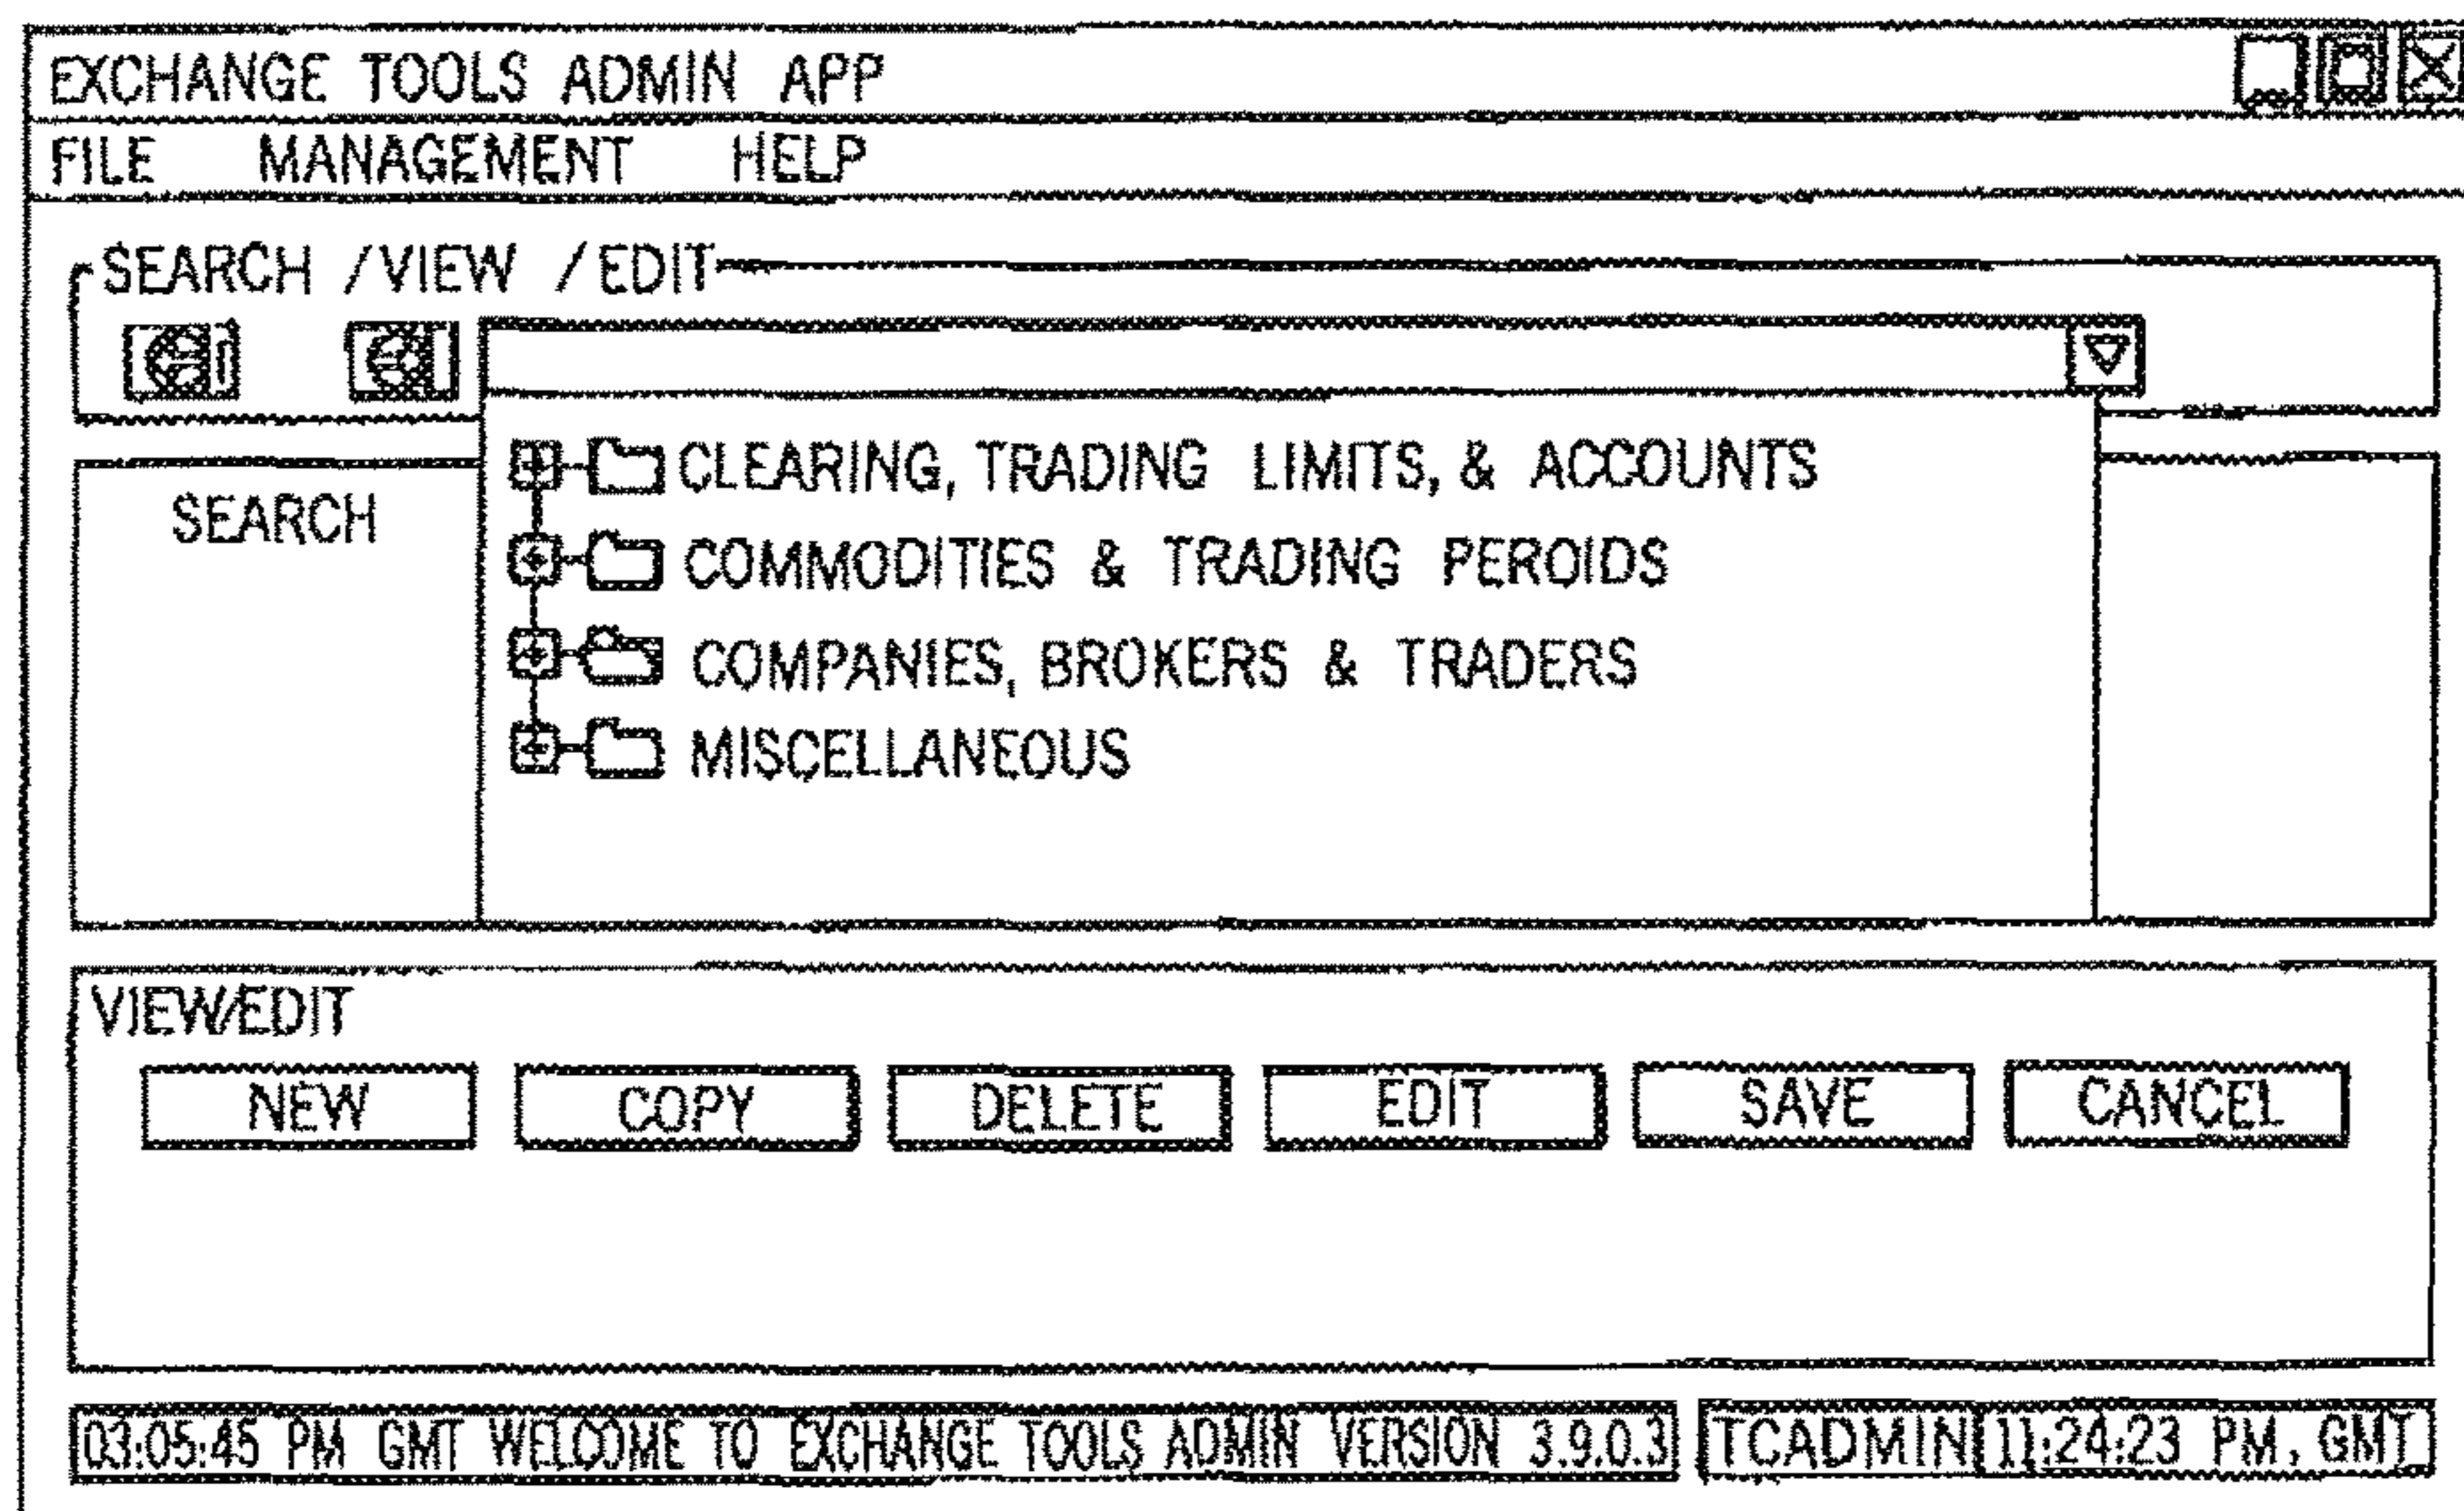 EXCHANGE TOOLS ADMIN APP
FILE MANAGEMENT HELP
SEARCH /VIEW /EDIT
CLEARING, TRADING LIMITS, & ACCOUNTS
SEARCH
COMMODITIES & TRADING PEROIDS
COMPANIES, BROKERS & TRADERS
MISCELLANEOUS
VIEW/EDIT
NEW COPY DELETE EDIT SAVE CANCEL
03:05:45 PM GMT WELCOME TO EXCHANGE TOOLS ADMIN VERSION 3.9.0.3 TCADMIN 11:24:23 PM, GMT